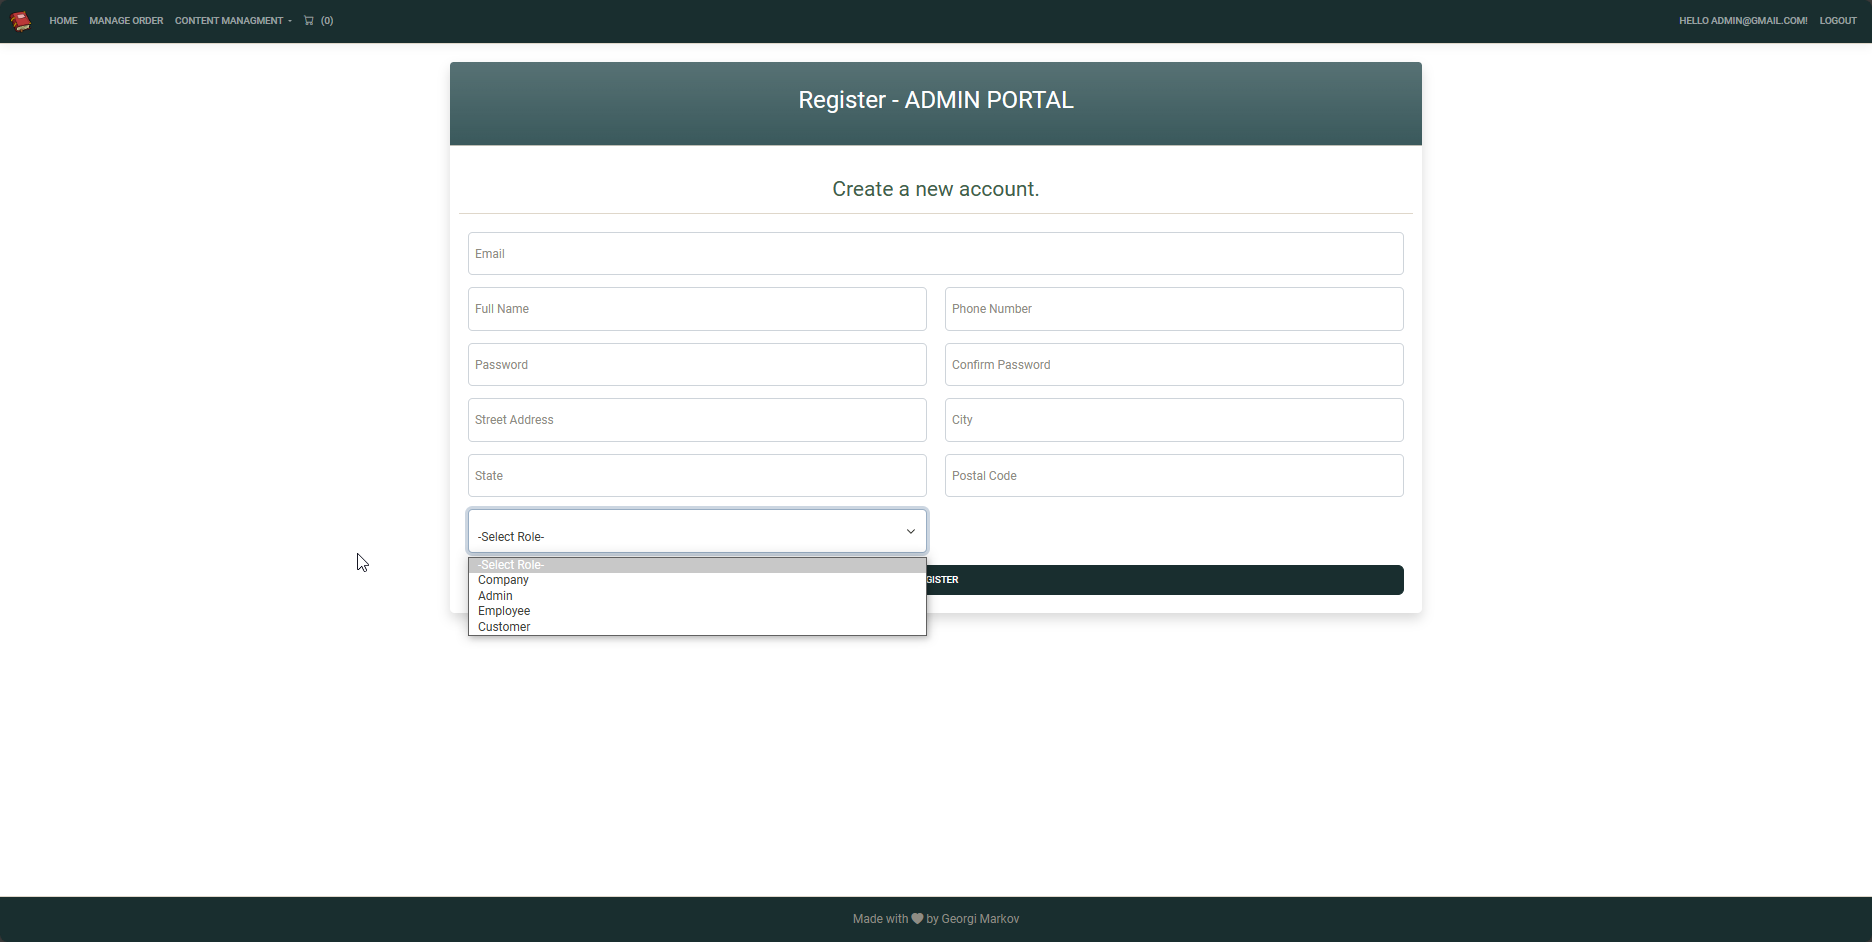 HOME MANAGE ORDER CONTENT MANAGMENT (0) HELLO ADMIN@GMAIL.COM! LOGOUT
Register - ADMIN PORTAL
Create a new account.
Email
Full Name Phone Number
Password Confirm Password
Street Address City
State Postal Code
-Select Role-
-Select Role-
Company
GISTER
Admin
Employee
Customer
Made with by Georgi Markov